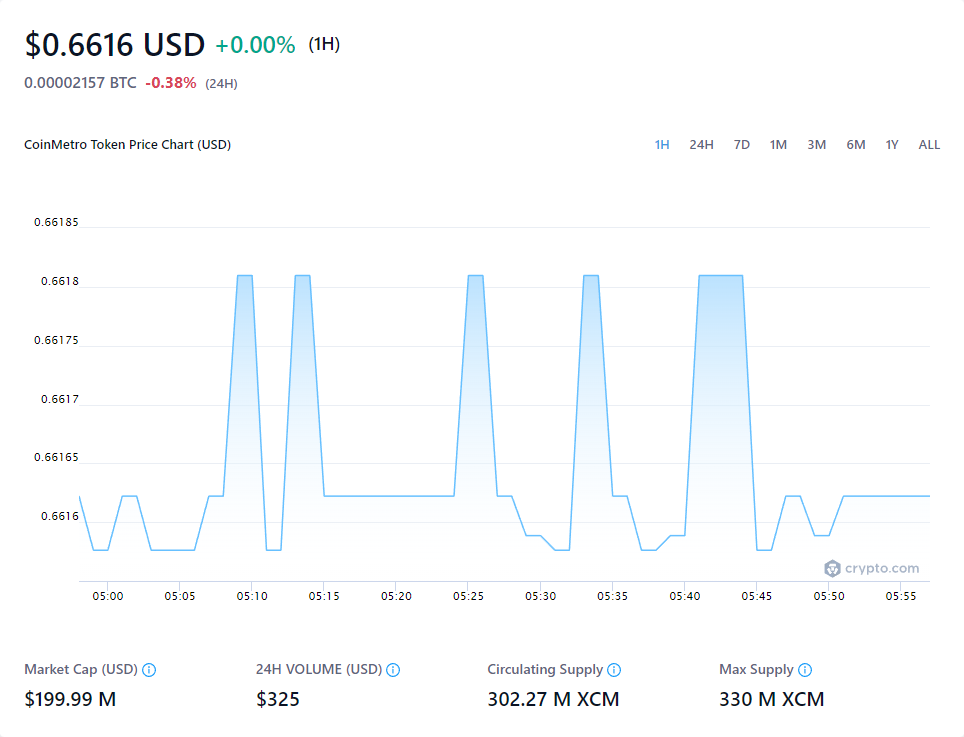 $0.6616 USD +0.00% (1H)
0.00002157 BTC -0.38% (24H)
CoinMetro Token Price Chart (USD) 1H 24H 7D 1M 3M 6M 1Y ALL
0.66185
0.6618
0.66175
0.6617
0.66165
0.6616
crypto.com
05:00 05:05 05:10 05:15 05:20 05:25 05:30 05:35 05:40 05:45 05:50 05:55
Market Cap (USD) 24H VOLUME (USD) Circulating Supply Max Supply
$199.99 M $325 302.27 M XCM 330 M XCM